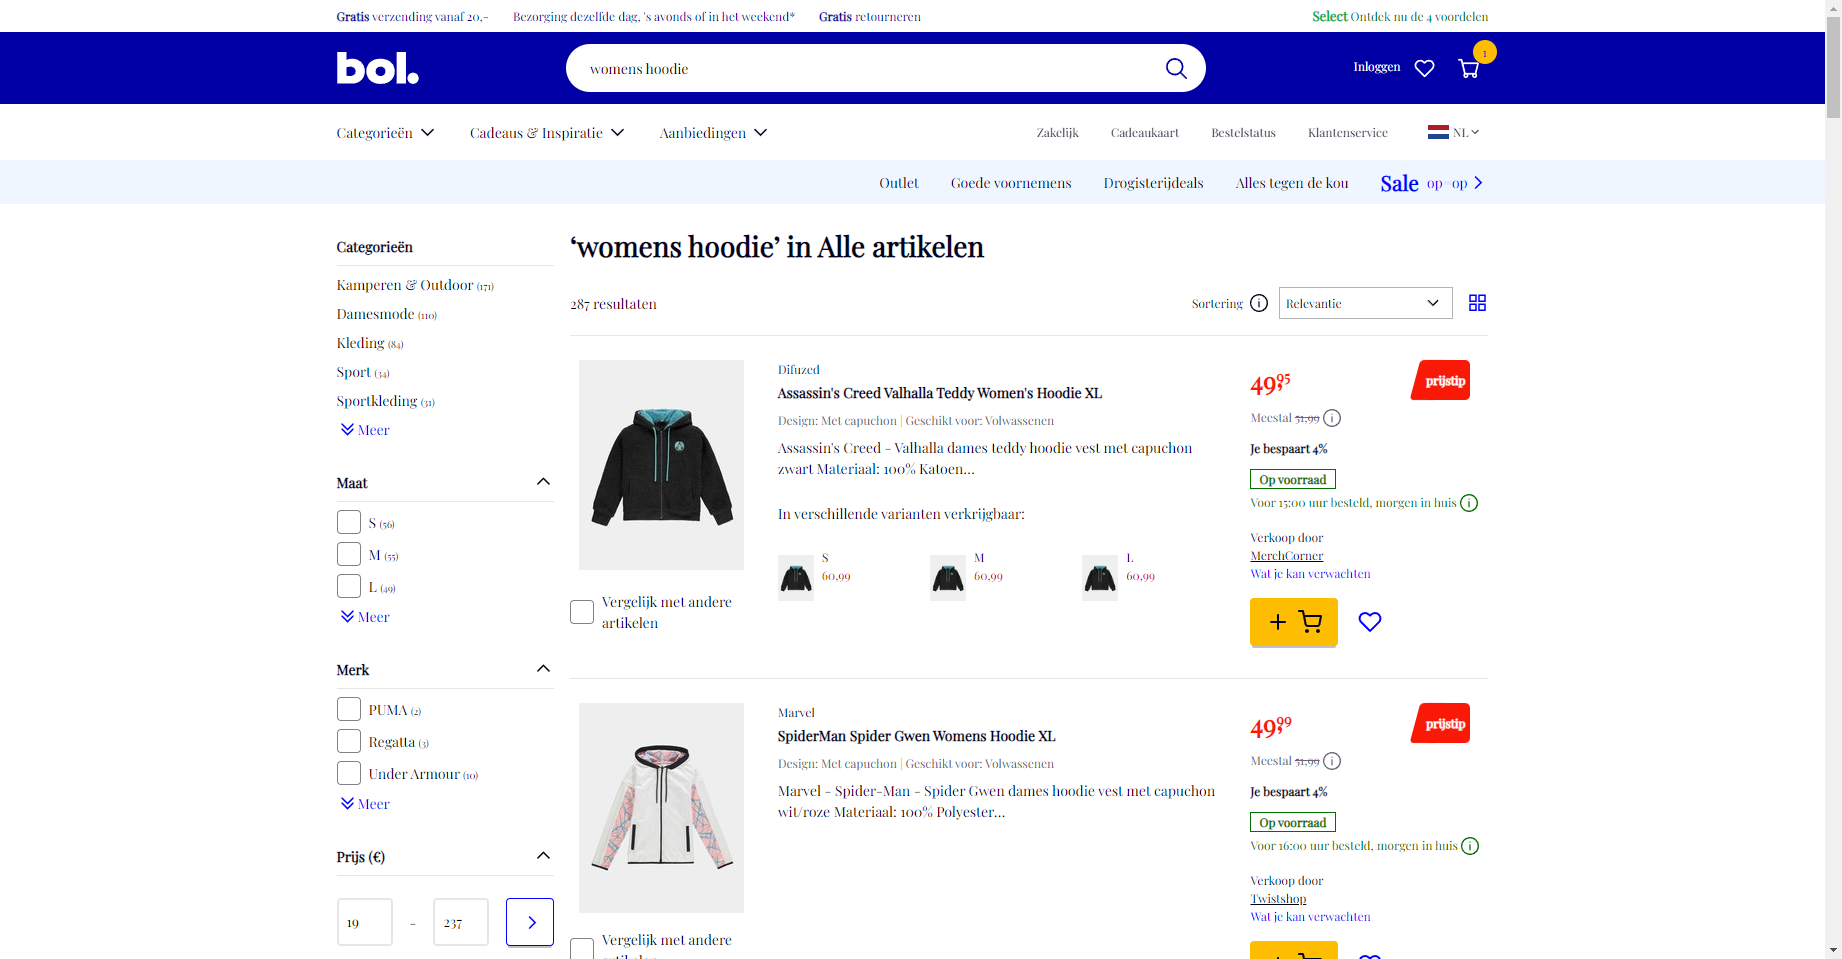 Gratis verzending vanaf 20,-
Bezorging dezelfde dag, 's avonds of in het weekend*
Gratis retourneren
Select Ontdek nu de 4 voordelen
bol.
womens hoodie
Inloggen
1
Categorieën
Cadeaus & Inspiratie
Aanbiedingen
Zakelijk
Cadeaukaart
Bestelstatus
Klantenservice
NL
Outlet
Goede voornemens
Drogisterijdeals
Alles tegen de kou
Sale op=op
Categorieën
Kamperen & Outdoor (171)
Damesmode (110)
Kleding (84)
Sport (34)
Sportkleding (31)
Meer
Maat
S (56)
M (55)
L (49)
Meer
Merk
PUMA (2)
Regatta (3)
Under Armour (10)
Meer
Prijs (€)
19 - 237
‘womens hoodie’ in Alle artikelen
287 resultaten
Sortering
Relevantie
Difuzed
Assassin's Creed Valhalla Teddy Women's Hoodie XL
Design: Met capuchon | Geschikt voor: Volwassenen
Assassin's Creed - Valhalla dames teddy hoodie vest met capuchon
zwart Materiaal: 100% Katoen...
In verschillende varianten verkrijgbaar:
S
60,99
M
60,99
L
60,99
Vergelijk met andere
artikelen
49,95
prijstip
Meestal 51,99
Je bespaart 4%
Op voorraad
Voor 15:00 uur besteld, morgen in huis
Verkoop door
MerchCorner
Wat je kan verwachten
Marvel
SpiderMan Spider Gwen Womens Hoodie XL
Design: Met capuchon | Geschikt voor: Volwassenen
Marvel - Spider-Man - Spider Gwen dames hoodie vest met capuchon
wit/roze Materiaal: 100% Polyester...
Vergelijk met andere
artikelen
49,99
prijstip
Meestal 51,99
Je bespaart 4%
Op voorraad
Voor 16:00 uur besteld, morgen in huis
Verkoop door
Twistshop
Wat je kan verwachten